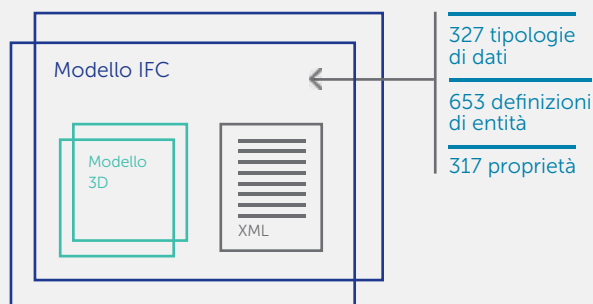 Modello IFC
Modello
3D
XML
327 tipologie
di dati
653 definizioni
di entità
317 proprietà